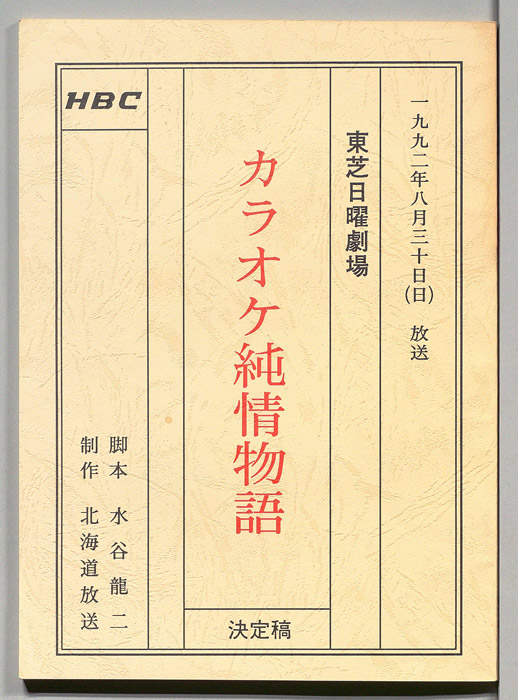 一九九二年八月三十日(日) 放送
東芝日曜劇場
カラオケ純情物語
決定稿
HBC
脚本 水谷龍二
制作 北海道放送